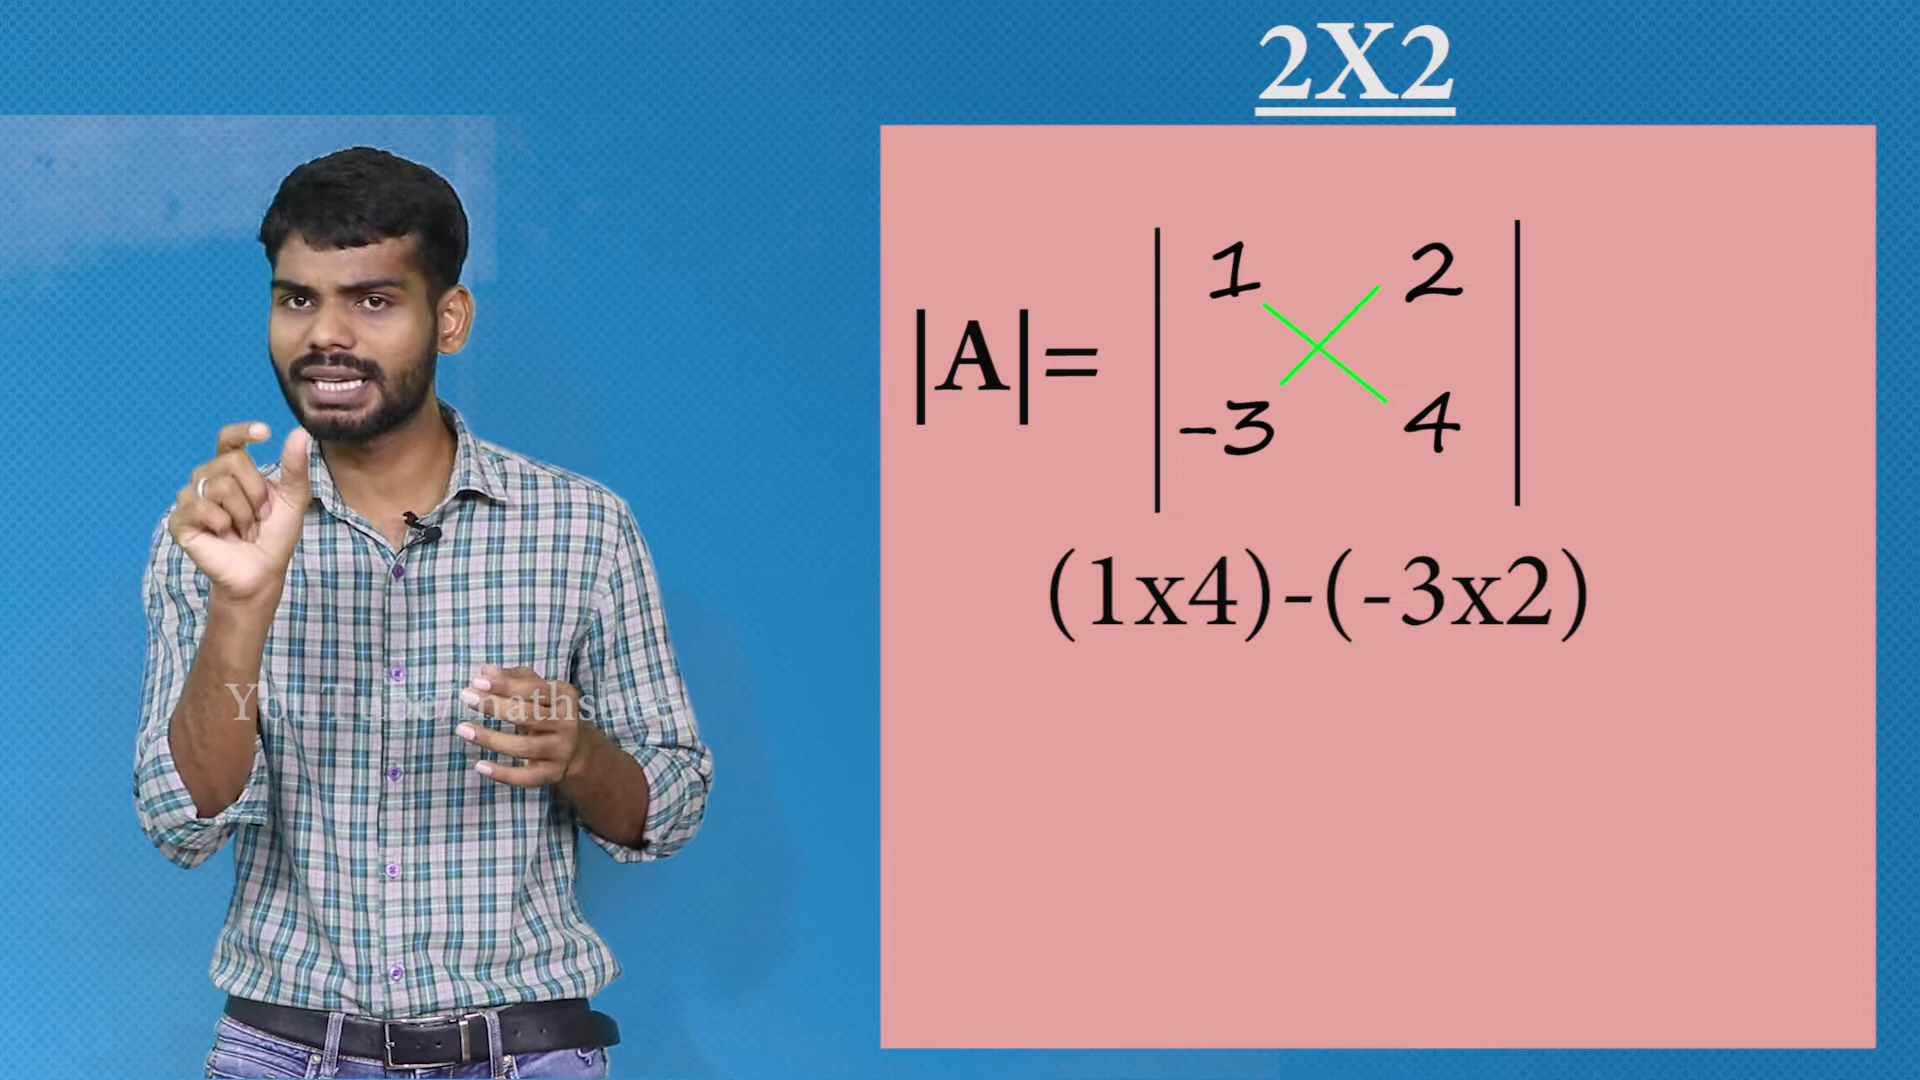 2X2
|A|= | 1 2 |
| -3 4 |
(1x4)-(-3x2)